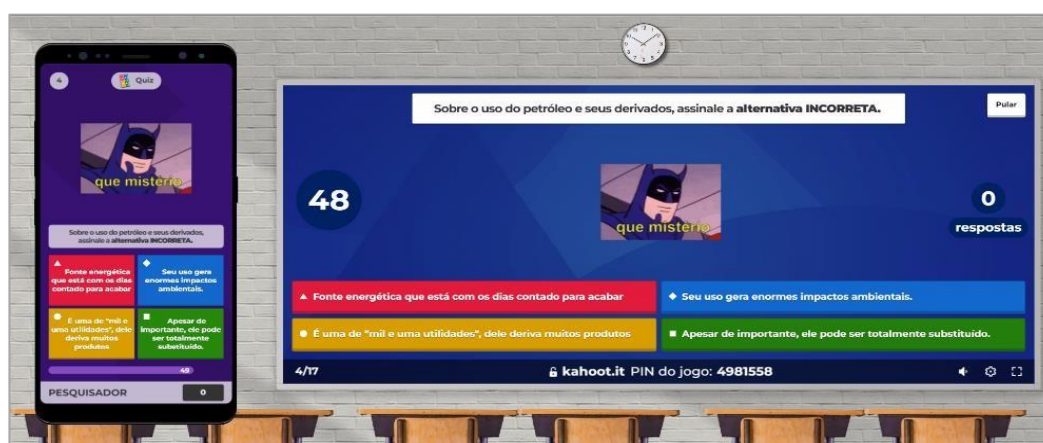 4
Quiz
que mistério
Sobre o uso do petróleo e seus derivados,
assinale a alternativa INCORRETA.
Fonte energética
que está com os dias
contado para acabar
Seu uso gera
enormes impactos
ambientais.
É uma de "mil e
uma utilidades", dele
deriva muitos
produtos
Apesar de
importante, ele pode
ser totalmente
substituído.
49
PESQUISADOR 0
Sobre o uso do petróleo e seus derivados, assinale a alternativa INCORRETA.
Pular
48
que mistério
0
respostas
Fonte energética que está com os dias contado para acabar
Seu uso gera enormes impactos ambientais.
É uma de "mil e uma utilidades", dele deriva muitos produtos
Apesar de importante, ele pode ser totalmente substituído.
4/17
kahoot.it PIN do jogo: 4981558